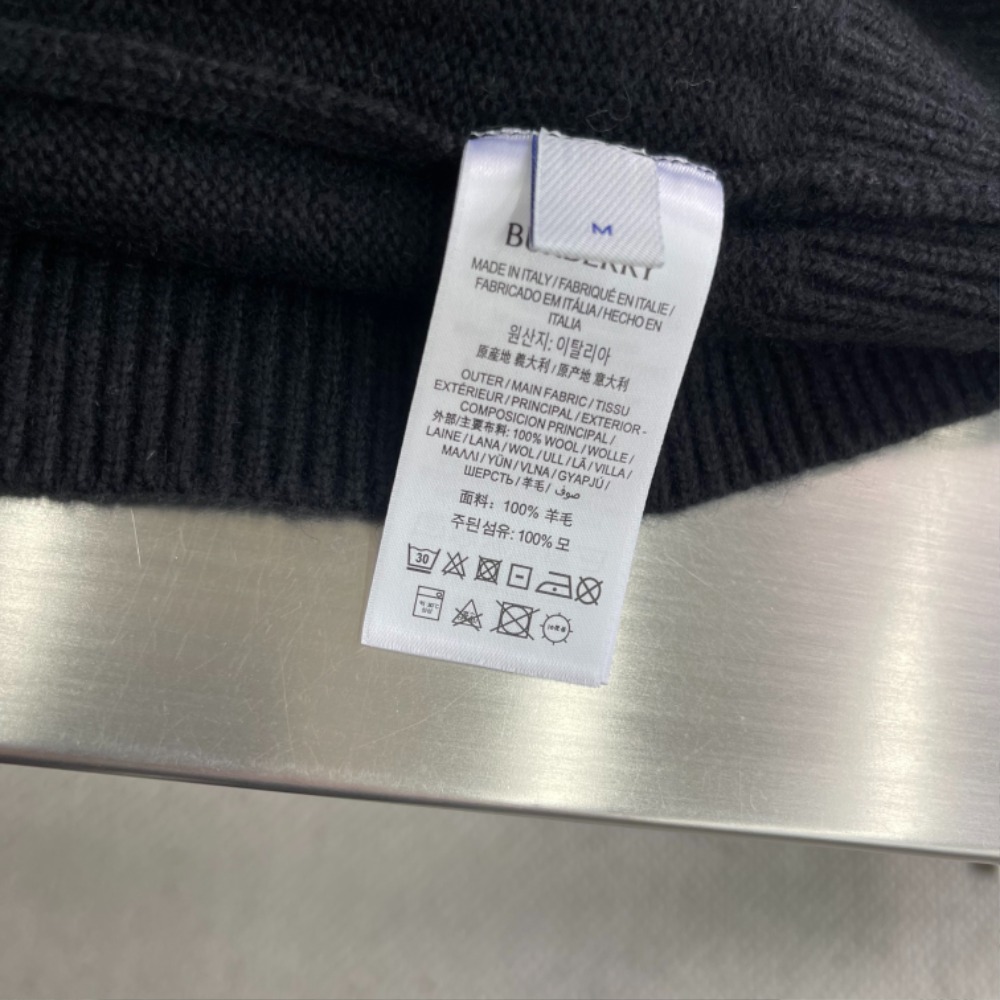 M
BURBERRY
MADE IN ITALY / FABRIQUÉ EN ITALIE /
FABRICADO EM ITÁLIA / HECHO EN
ITALIA
원산지: 이탈리아
原産地 義大利 / 原产地 意大利
OUTER / MAIN FABRIC / TISSU
EXTÉRIEUR / PRINCIPAL / EXTERIOR -
COMPOSICION PRINCIPAL /
外部/主要布料: 100% WOOL / WOLLE /
LAINE / LANA / WOL / ULL / LÃ / VILLA /
ΜΑΛΛΙ / YÜN / VLNA / GYAPJÚ /
ШЕРСТЬ / 羊毛 / صوف
面料: 100% 羊毛
주된섬유: 100% 모
30